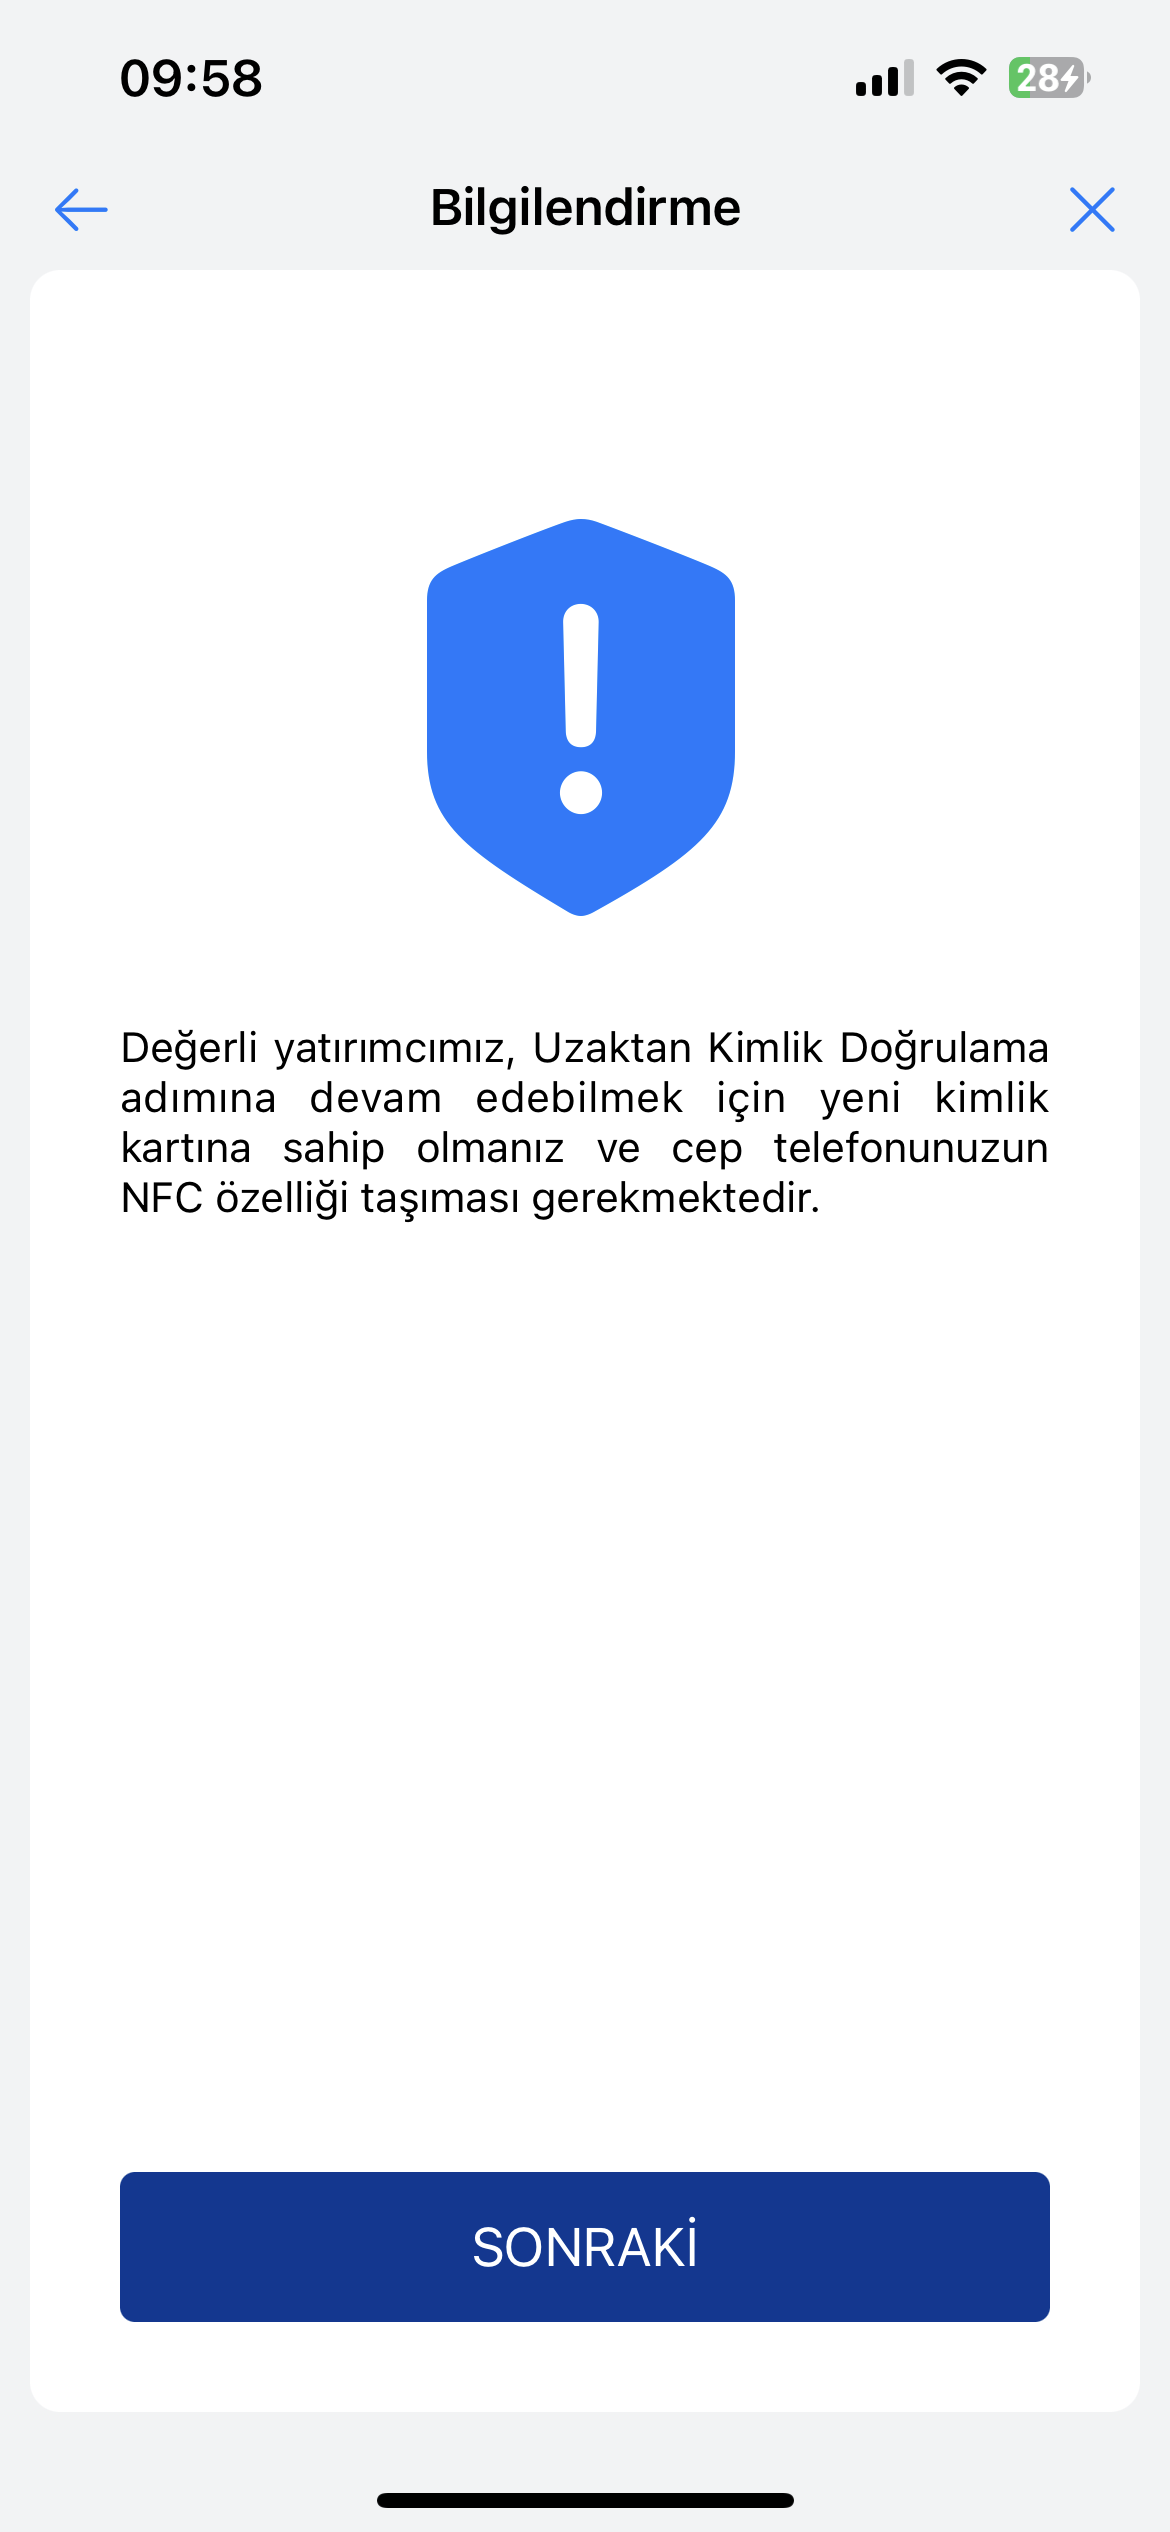 09:58
28
Bilgilendirme
Değerli yatırımcımız, Uzaktan Kimlik Doğrulama
adımına devam edebilmek için yeni kimlik
kartına sahip olmanız ve cep telefonunuzun
NFC özelliği taşıması gerekmektedir.
SONRAKİ